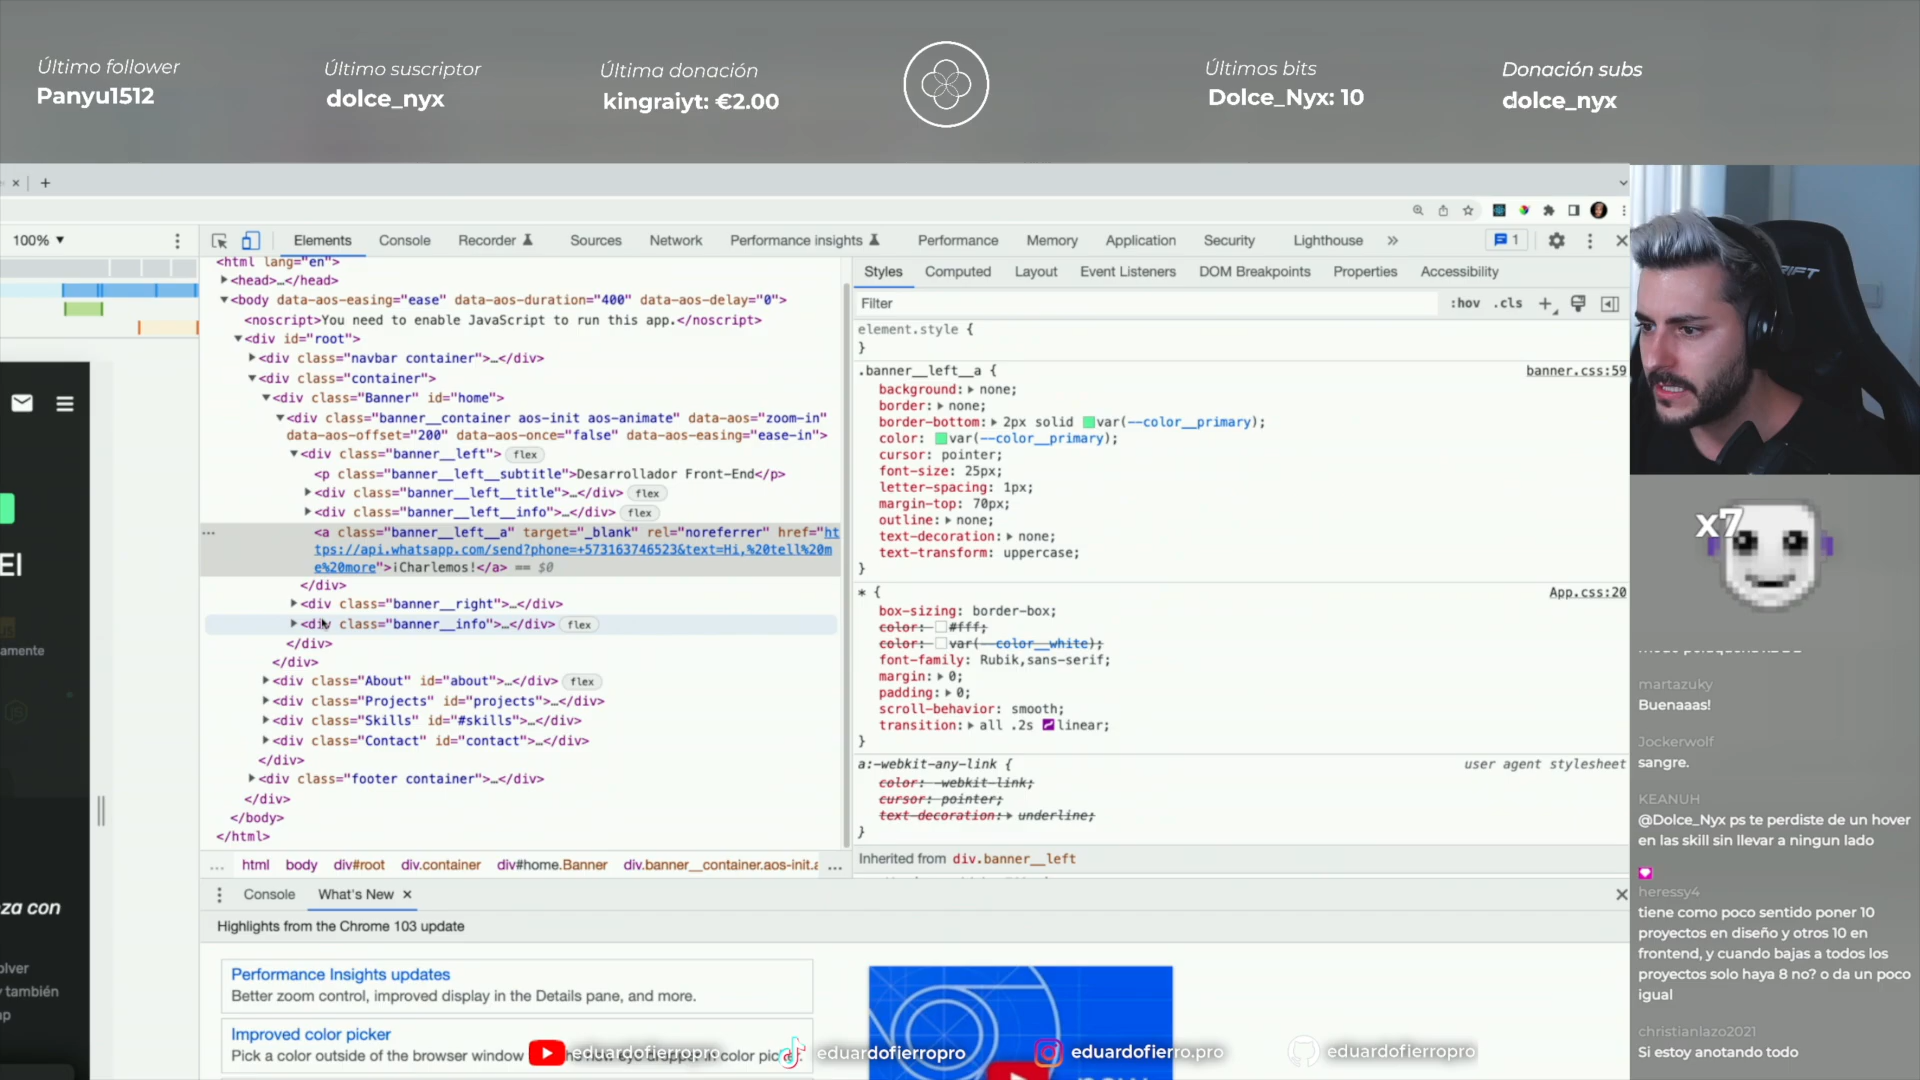 Último follower
Panyu1512
Último suscriptor
dolce_nyx
Última donación
kingraiyt: €2.00
Últimos bits
Dolce_Nyx: 10
Donación subs
dolce_nyx
100% ▼
Elements
Console
Recorder
Sources
Network
Performance insights
Performance
Memory
Application
Security
Lighthouse
»
1
<html lang="en">
▶<head>…</head>
▼<body data-aos-easing="ease" data-aos-duration="400" data-aos-delay="0">
<noscript>You need to enable JavaScript to run this app.</noscript>
▼<div id="root">
▶<div class="navbar container">…</div>
▼<div class="container">
▼<div class="Banner" id="home">
▼<div class="banner__container aos-init aos-animate" data-aos="zoom-in"
data-aos-offset="200" data-aos-once="false" data-aos-easing="ease-in">
▼<div class="banner__left"> flex
<p class="banner__left__subtitle">Desarrollador Front-End</p>
▶<div class="banner__left__title">…</div> flex
▶<div class="banner__left__info">…</div> flex
<a class="banner__left__a" target="_blank" rel="noreferrer" href="ht
tps://api.whatsapp.com/send?phone=+573163746523&text=Hi,%20tell%20m
e%20more">¡Charlemos!</a> == $0
</div>
▶<div class="banner__right">…</div>
▶<div class="banner__info">…</div> flex
</div>
</div>
▶<div class="About" id="about">…</div> flex
▶<div class="Projects" id="projects">…</div>
▶<div class="Skills" id="#skills">…</div>
▶<div class="Contact" id="contact">…</div>
</div>
▶<div class="footer container">…</div>
</div>
</body>
</html>
… html body div#root div.container div#home.Banner div.banner__container.aos-init.a …
Styles
Computed
Layout
Event Listeners
DOM Breakpoints
Properties
Accessibility
Filter
:hov .cls +
element.style {
}
.banner__left__a {
banner.css:59
background:▶ none;
border:▶ none;
border-bottom:▶ 2px solid var(--color__primary);
color: var(--color__primary);
cursor: pointer;
font-size: 25px;
letter-spacing: 1px;
margin-top: 70px;
outline:▶ none;
text-decoration:▶ none;
text-transform: uppercase;
}
* {
App.css:20
box-sizing: border-box;
color: #fff;
color: var(--color__white);
font-family: Rubik,sans-serif;
margin:▶ 0;
padding:▶ 0;
scroll-behavior: smooth;
transition:▶ all .2s linear;
}
a:-webkit-any-link {
user agent stylesheet
color: -webkit-link;
cursor: pointer;
text-decoration:▶ underline;
}
Inherited from div.banner__left
Console
What's New
Highlights from the Chrome 103 update
Performance Insights updates
Better zoom control, improved display in the Details pane, and more.
Improved color picker
Pick a color outside of the browser window
color
eduardofierropro
eduardofierropro
eduardofierro.pro
eduardofierropro
El
amente
za con
olver
y también
ap
RIFT
x7
martazuky
Buenaaas!
Jockerwolf
sangre.
KEANUH
@Dolce_Nyx ps te perdiste de un hover
en las skill sin llevar a ningun lado
heressy4
tiene como poco sentido poner 10
proyectos en diseño y otros 10 en
frontend, y cuando bajas a todos los
proyectos solo haya 8 no? o da un poco
igual
christianlazo2021
Si estoy anotando todo